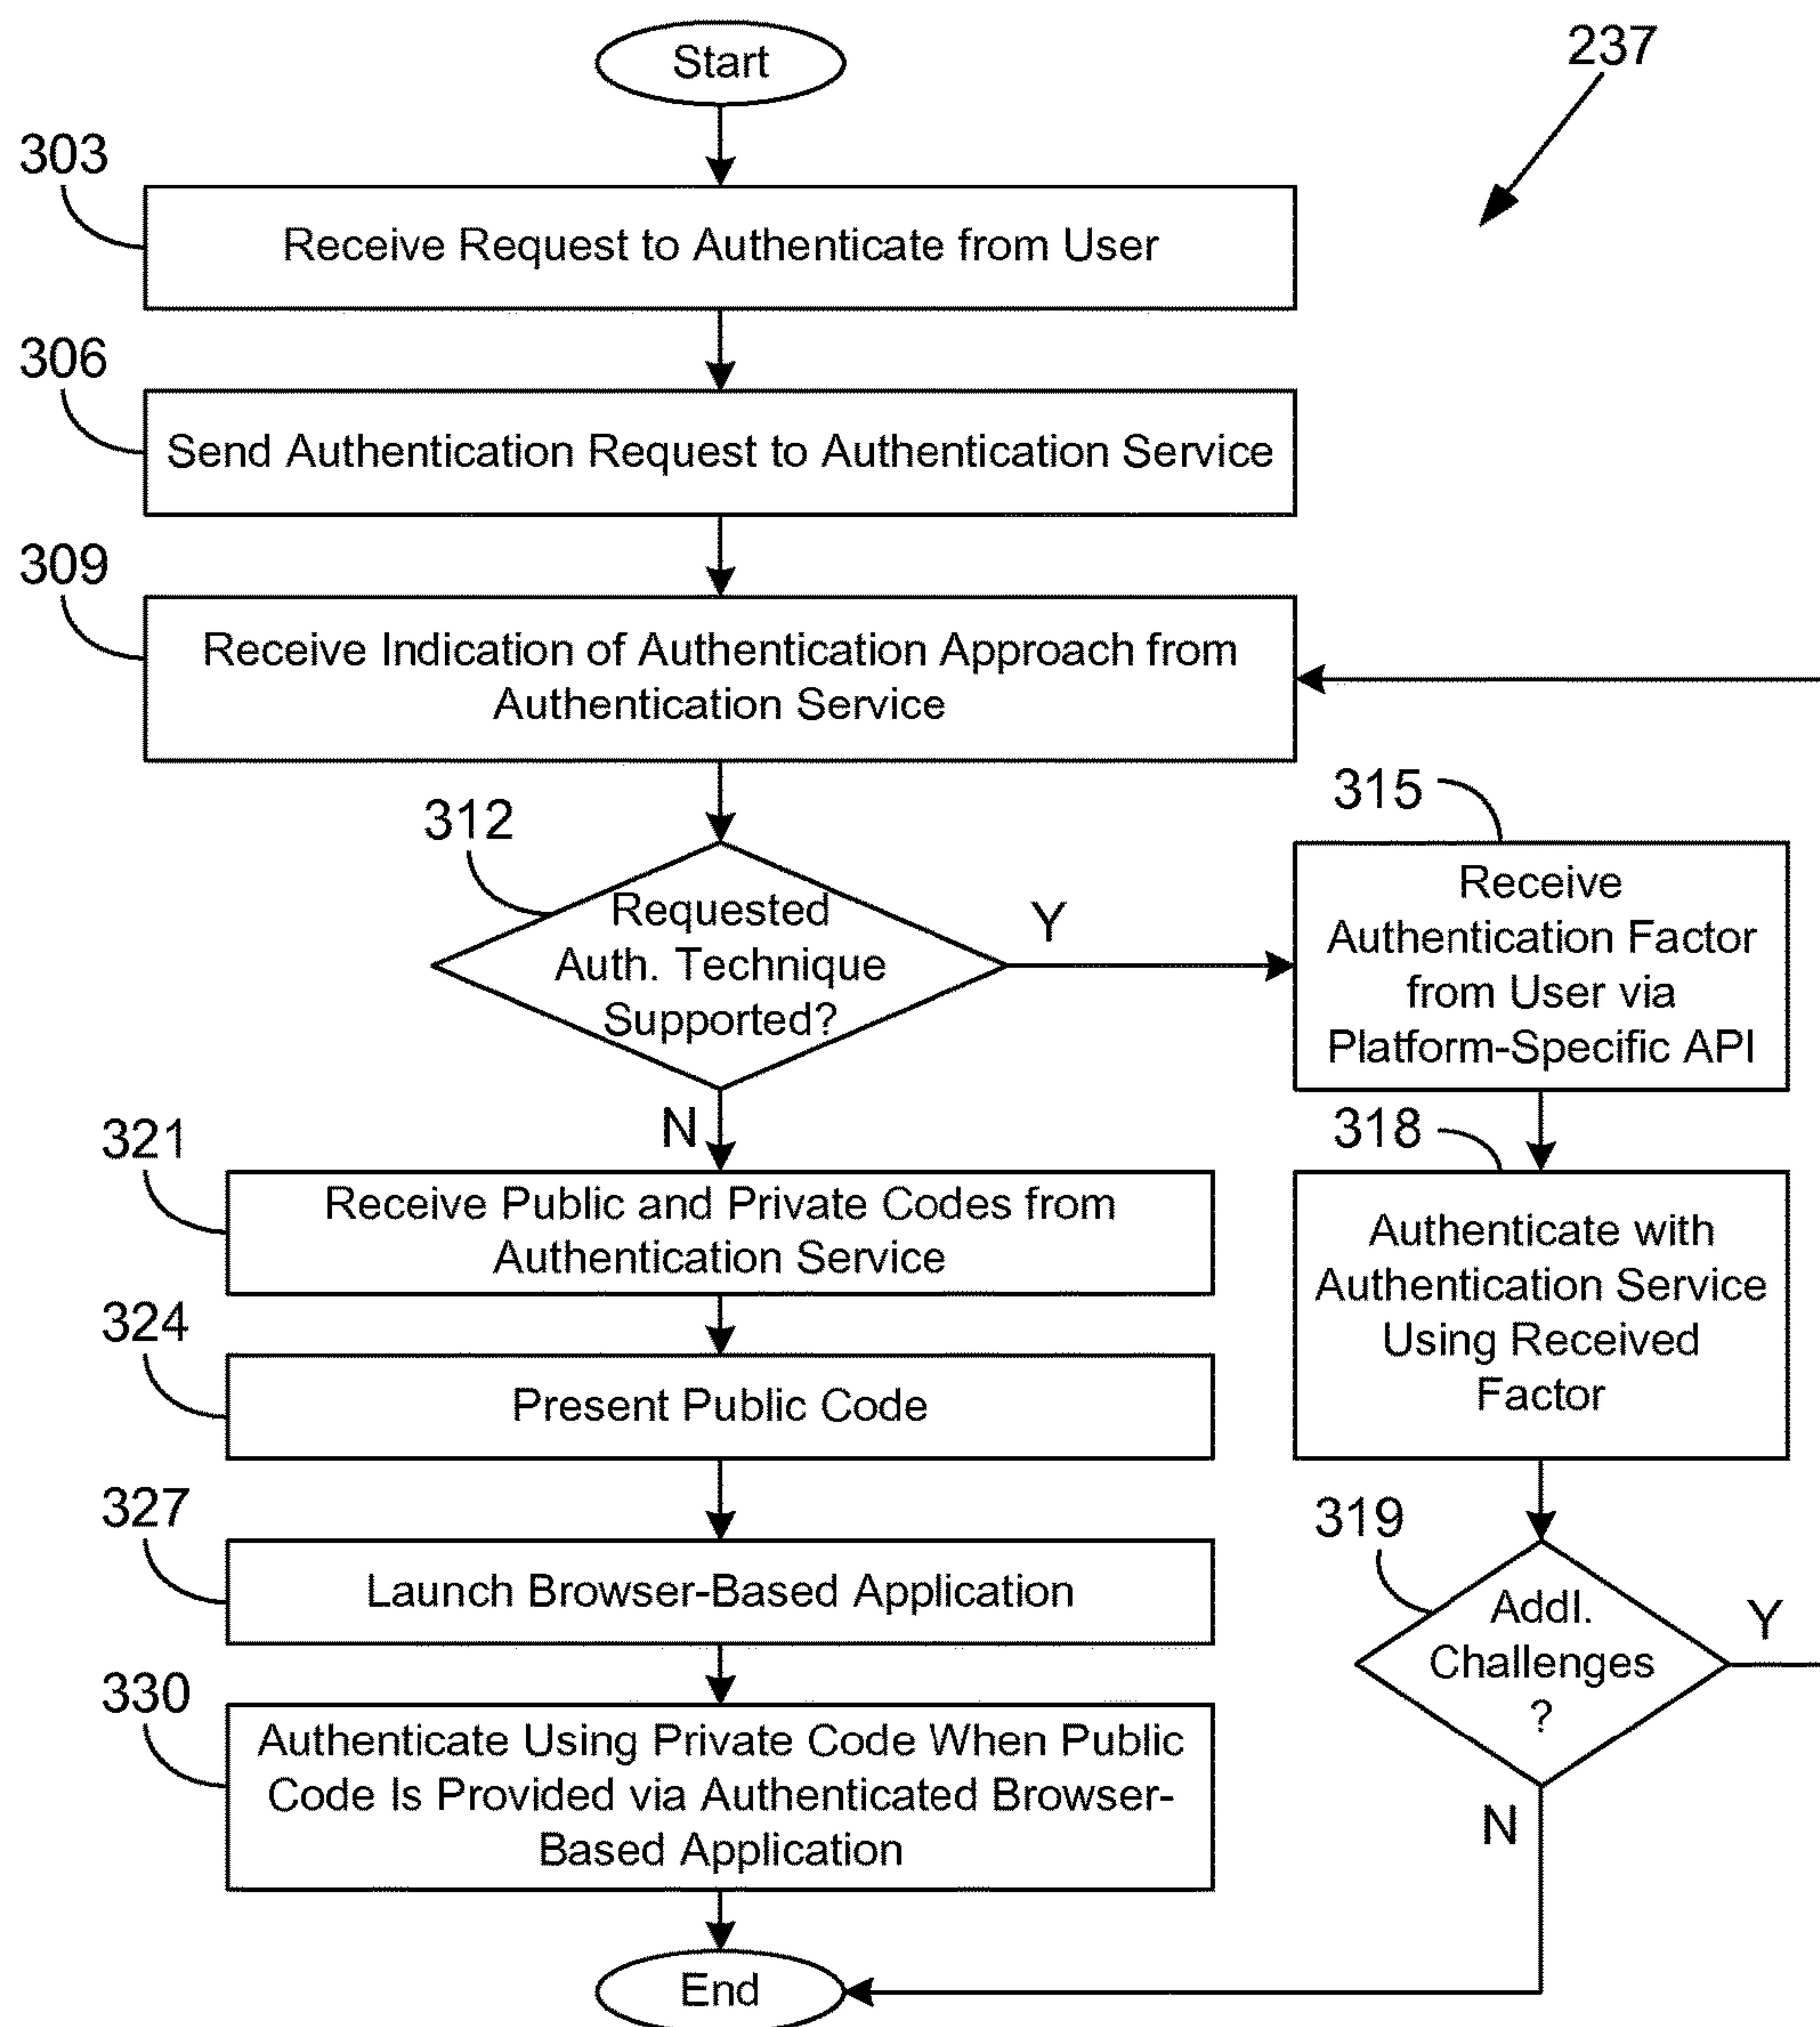 Start
237
303
Receive Request to Authenticate from User
306
Send Authentication Request to Authentication Service
309
Receive Indication of Authentication Approach from
Authentication Service
312
Requested
Auth. Technique
Supported?
Y
N
315
Receive
Authentication Factor
from User via
Platform-Specific API
318
Authenticate with
Authentication Service
Using Received
Factor
319
Addl.
Challenges
?
Y
N
321
Receive Public and Private Codes from
Authentication Service
324
Present Public Code
327
Launch Browser-Based Application
330
Authenticate Using Private Code When Public
Code Is Provided via Authenticated Browser-
Based Application
End